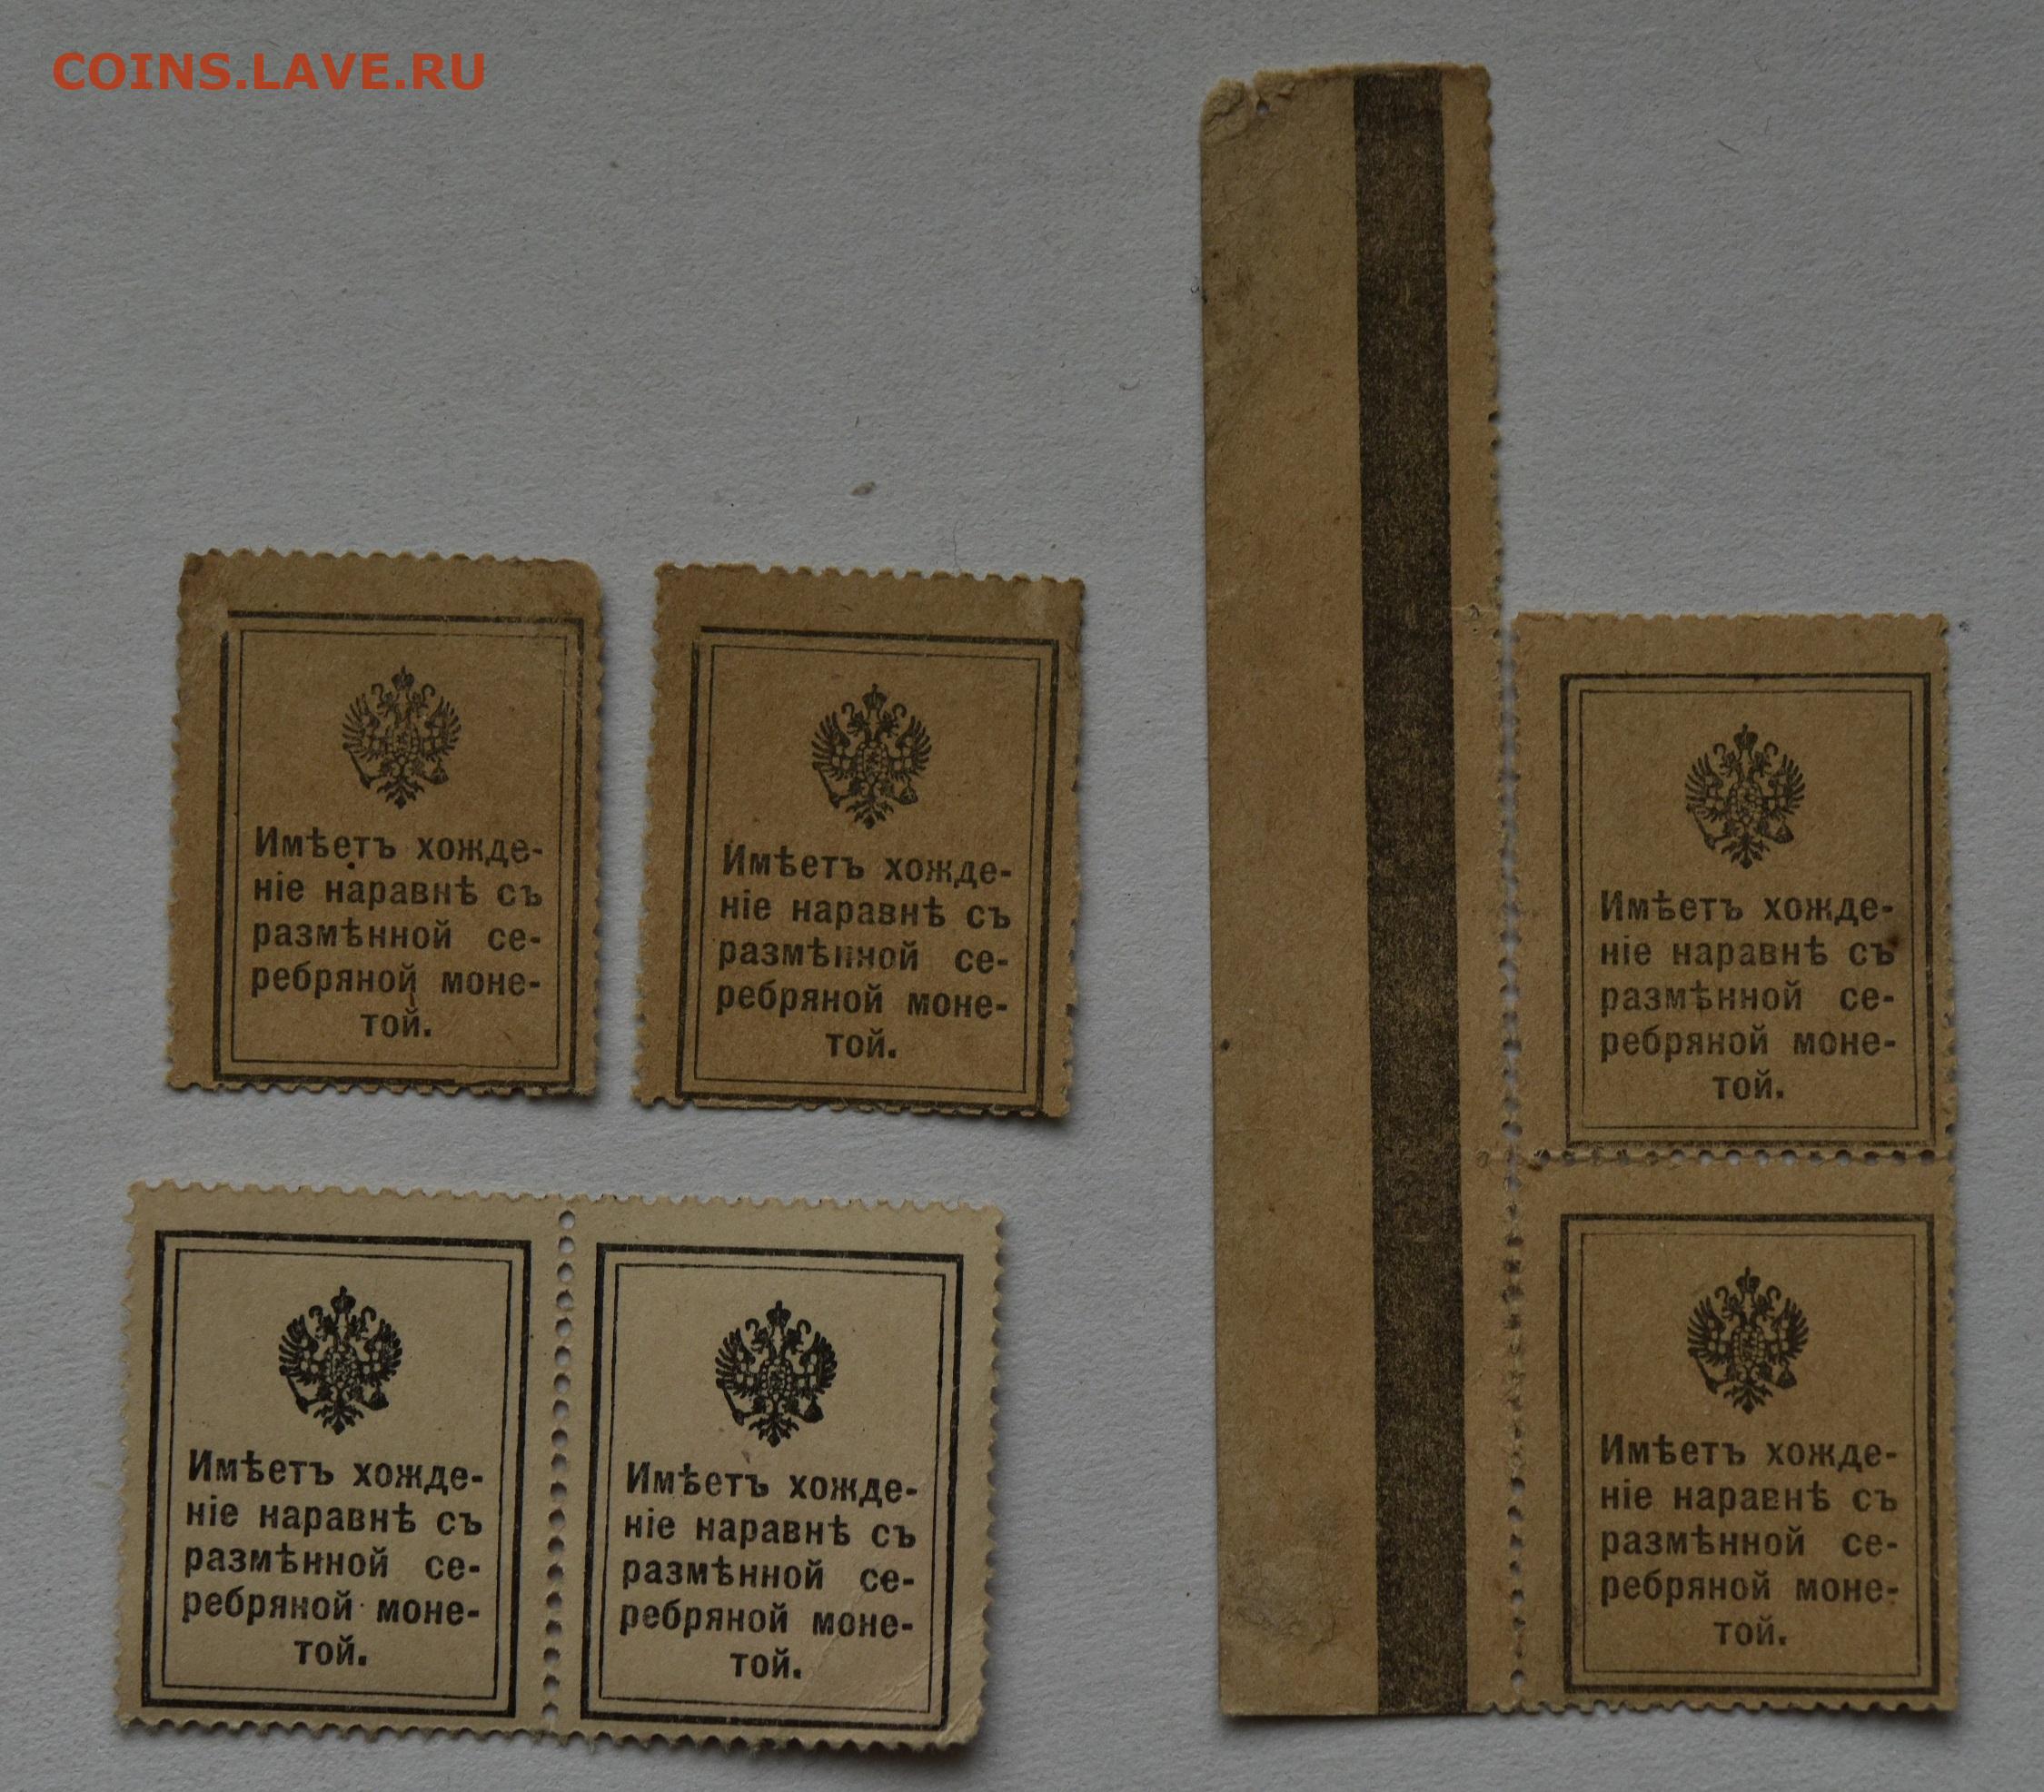 COINS.LAVE.RU
Имѣетъ хожде-
ніе наравнѣ съ
размѣнной се-
ребряной моне-
той.
Имѣетъ хожде-
ніе наравнѣ съ
размѣнной се-
ребряной моне-
той.
Имѣетъ хожде-
ніе наравнѣ съ
размѣнной се-
ребряной моне-
той.
Имѣетъ хожде-
ніе наравнѣ съ
размѣнной се-
ребряной моне-
той.
Имѣетъ хожде-
ніе наравнѣ съ
размѣнной се-
ребряной моне-
той.
Имѣетъ хожде-
ніе наравнѣ съ
размѣнной се-
ребряной моне-
той.